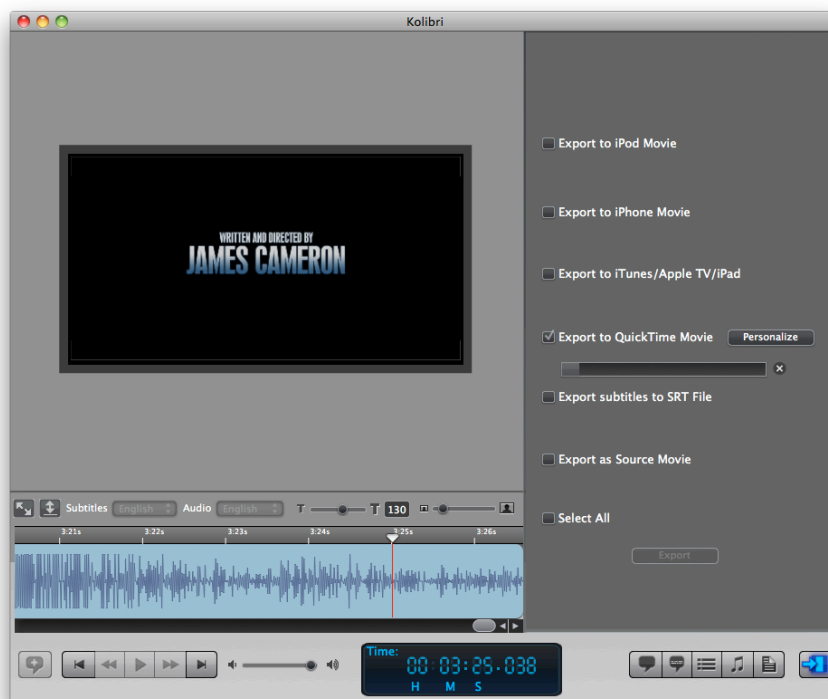 Kolibri
WRITTEN AND DIRECTED BY
JAMES CAMERON
Export to iPod Movie
Export to iPhone Movie
Export to iTunes/Apple TV/iPad
Export to QuickTime Movie Personalize
Export subtitles to SRT File
Export as Source Movie
Select All
Export
Subtitles English Audio English T T 130
3:21s 3:22s 3:23s 3:24s 3:25s 3:26s
Time:
00 03:25.038
H M S